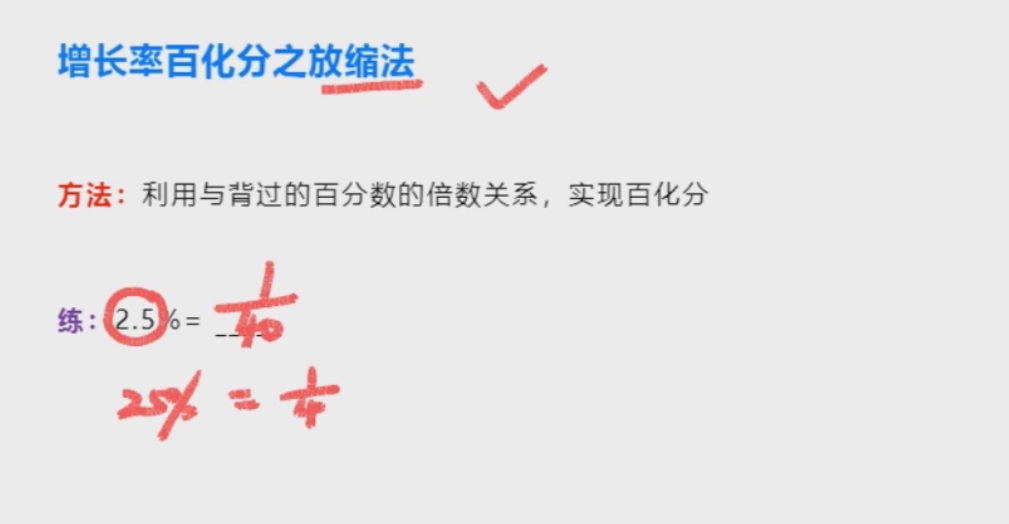 增长率百化分之放缩法
方法：利用与背过的百分数的倍数关系，实现百化分
练：2.5%= 1/40
25% = 1/4